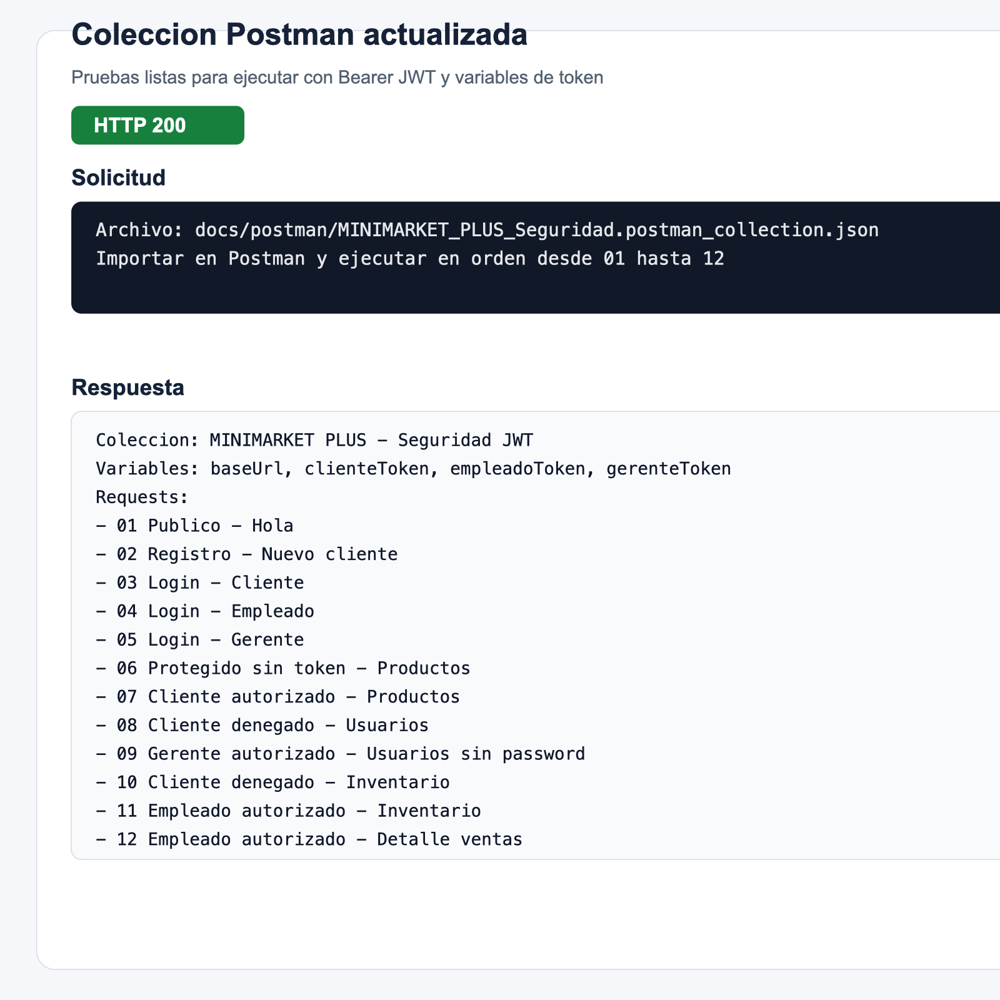 Coleccion Postman actualizada
Pruebas listas para ejecutar con Bearer JWT y variables de token
HTTP 200
Solicitud
Archivo: docs/postman/MINIMARKET_PLUS_Seguridad.postman_collection.json
Importar en Postman y ejecutar en orden desde 01 hasta 12
Respuesta
Coleccion: MINIMARKET PLUS - Seguridad JWT
Variables: baseUrl, clienteToken, empleadoToken, gerenteToken
Requests:
- 01 Publico - Hola
- 02 Registro - Nuevo cliente
- 03 Login - Cliente
- 04 Login - Empleado
- 05 Login - Gerente
- 06 Protegido sin token - Productos
- 07 Cliente autorizado - Productos
- 08 Cliente denegado - Usuarios
- 09 Gerente autorizado - Usuarios sin password
- 10 Cliente denegado - Inventario
- 11 Empleado autorizado - Inventario
- 12 Empleado autorizado - Detalle ventas